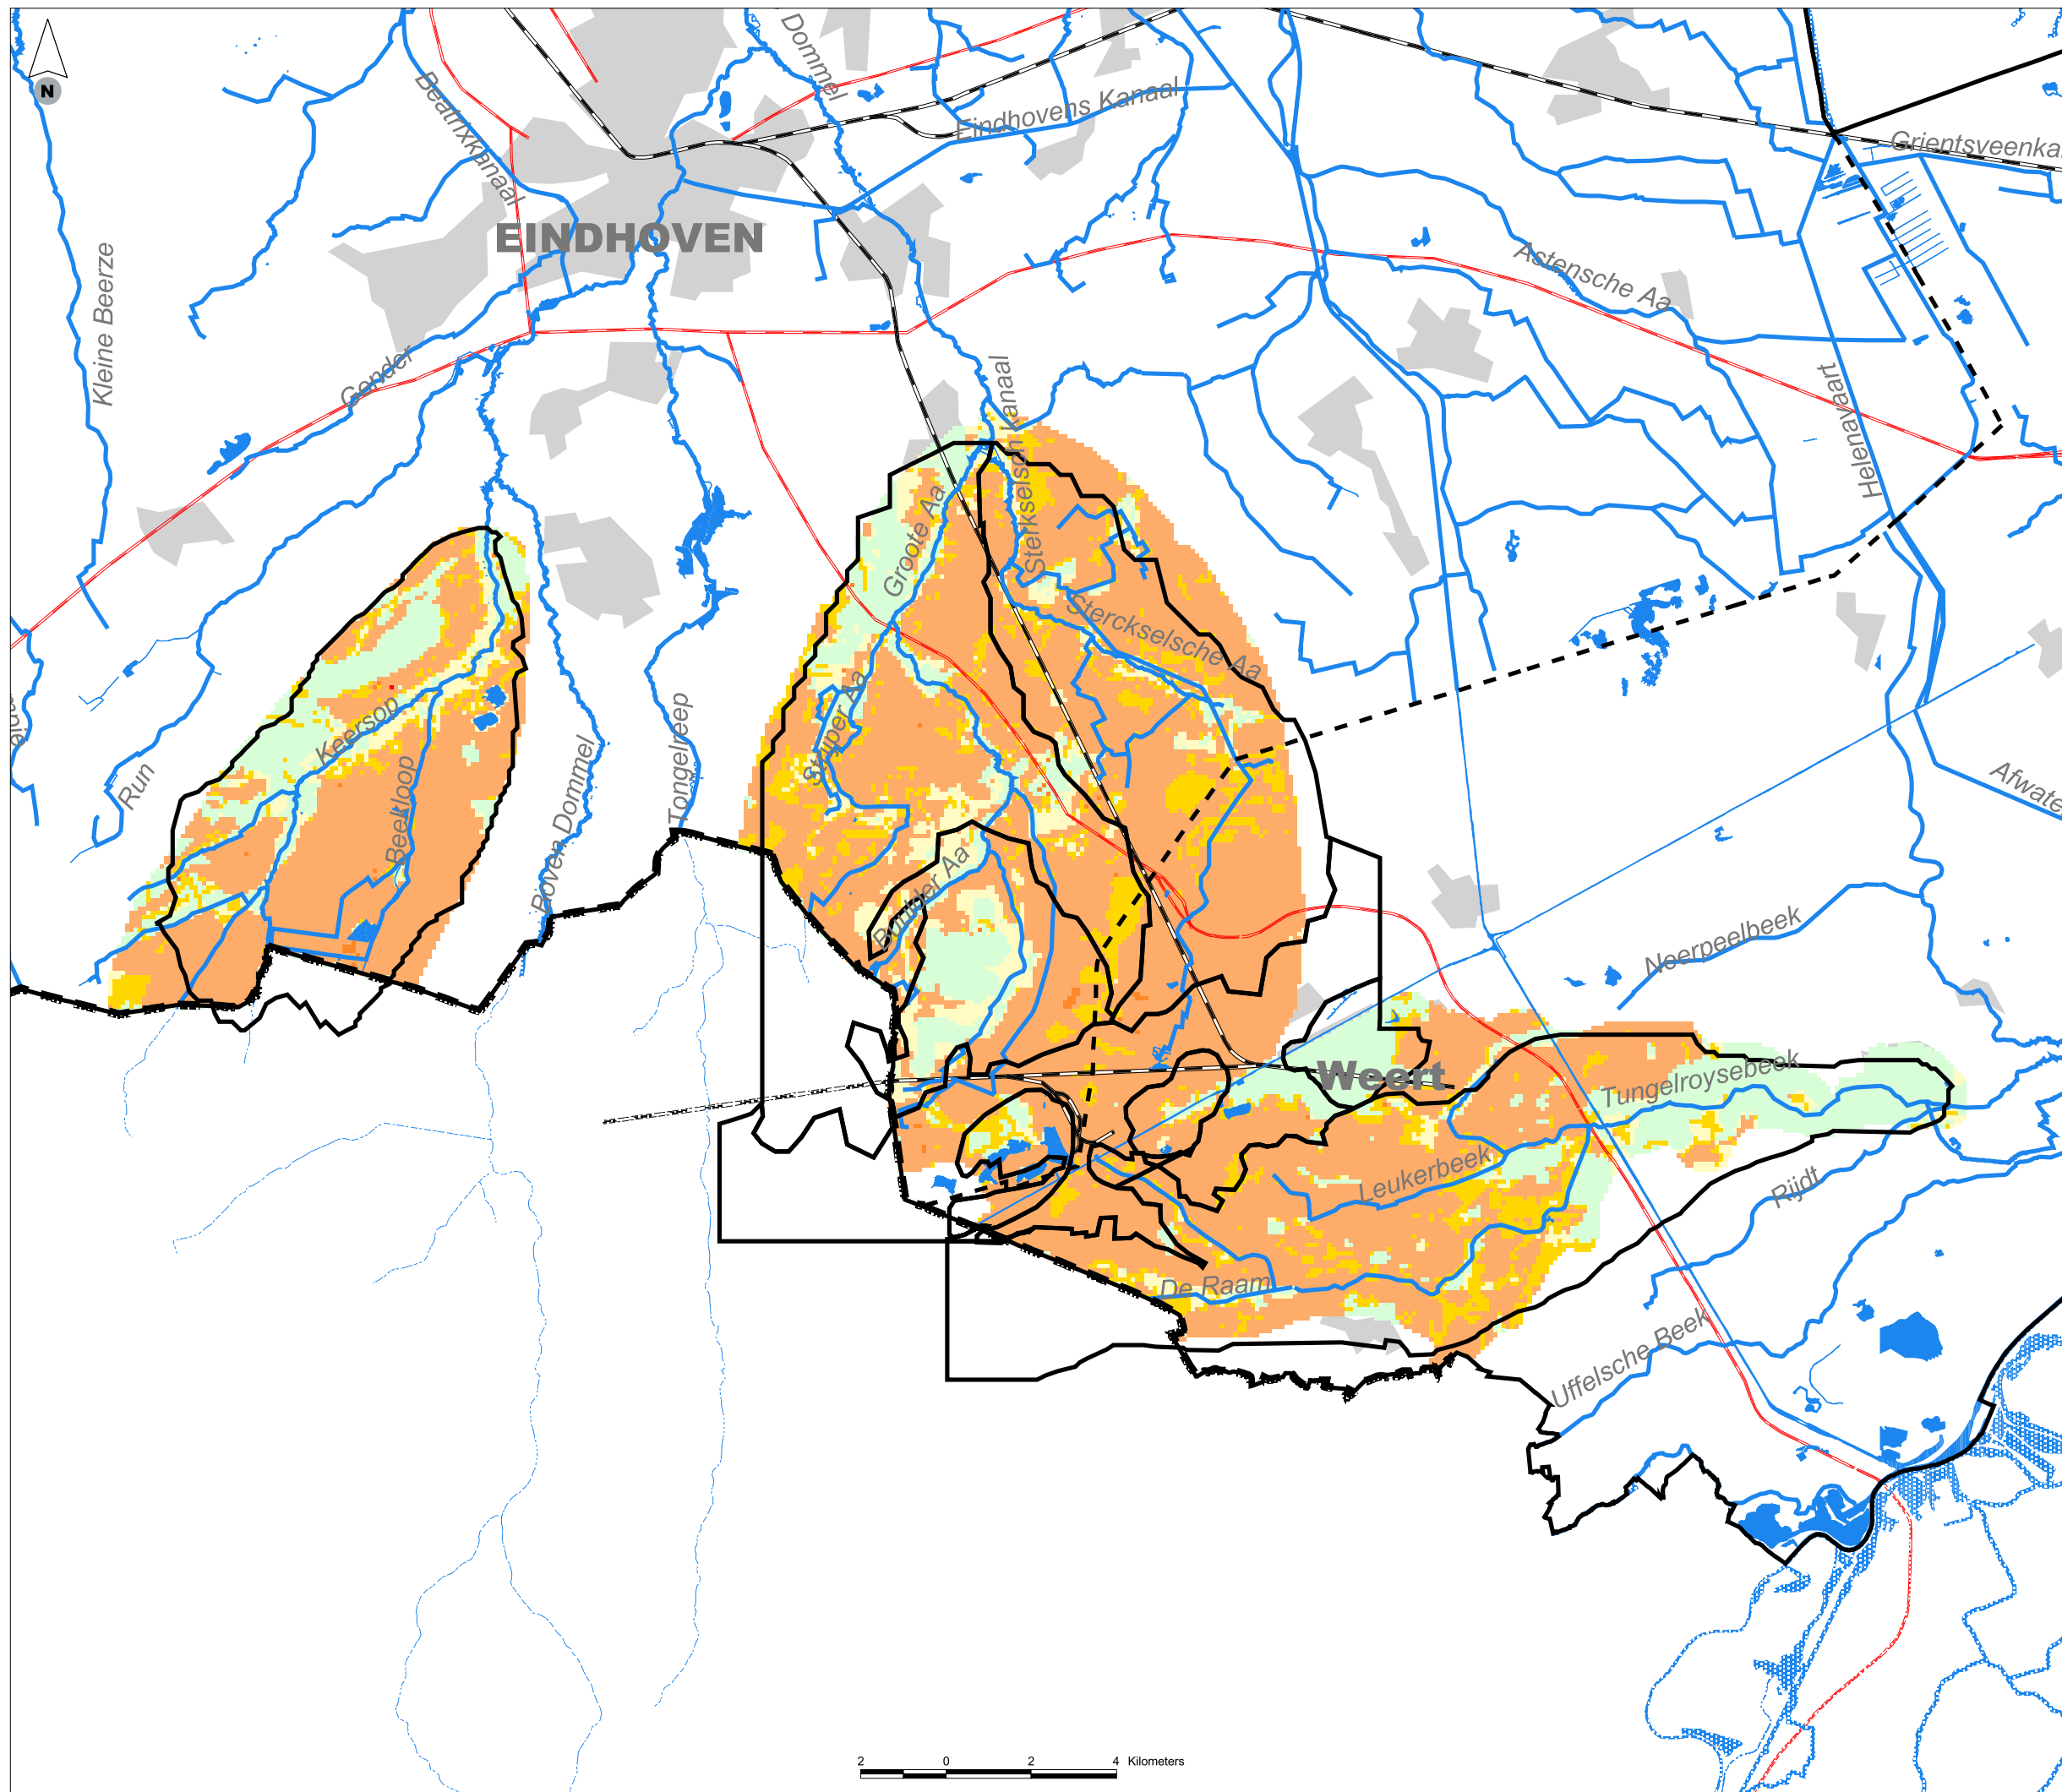 N
Dommel
Beatrixkanaal
Eindhovens Kanaal
Grientsveenka
EINDHOVEN
Kleine Beerze
Astensche Aa
Gender
Sterkselsch Kanaal
Helenavaart
Groote Aa
Sterckselsche Aa
Keersop
Strijper Aa
Run
Beekloop
Boven Dommel
Tongelreep
Afwate
Buulder Aa
Noerpeelbeek
Weert
Tungelroysebeek
Leukerbeek
Rijdt
De Raam
Uffelsche Beek
2 0 2 4 Kilometers